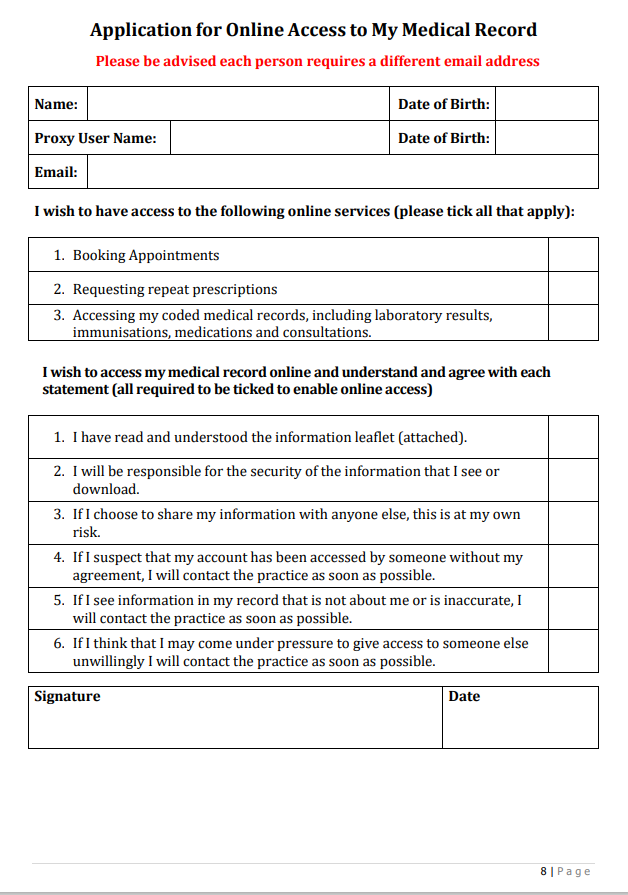 Application for Online Access to My Medical Record
Please be advised each person requires a different email address
Name: Date of Birth:
Proxy User Name: Date of Birth:
Email:
I wish to have access to the following online services (please tick all that apply):
1. Booking Appointments
2. Requesting repeat prescriptions
3. Accessing my coded medical records, including laboratory results,
immunisations, medications and consultations.
I wish to access my medical record online and understand and agree with each
statement (all required to be ticked to enable online access)
1. I have read and understood the information leaflet (attached).
2. I will be responsible for the security of the information that I see or
download.
3. If I choose to share my information with anyone else, this is at my own
risk.
4. If I suspect that my account has been accessed by someone without my
agreement, I will contact the practice as soon as possible.
5. If I see information in my record that is not about me or is inaccurate, I
will contact the practice as soon as possible.
6. If I think that I may come under pressure to give access to someone else
unwillingly I will contact the practice as soon as possible.
Signature Date
8 | Page